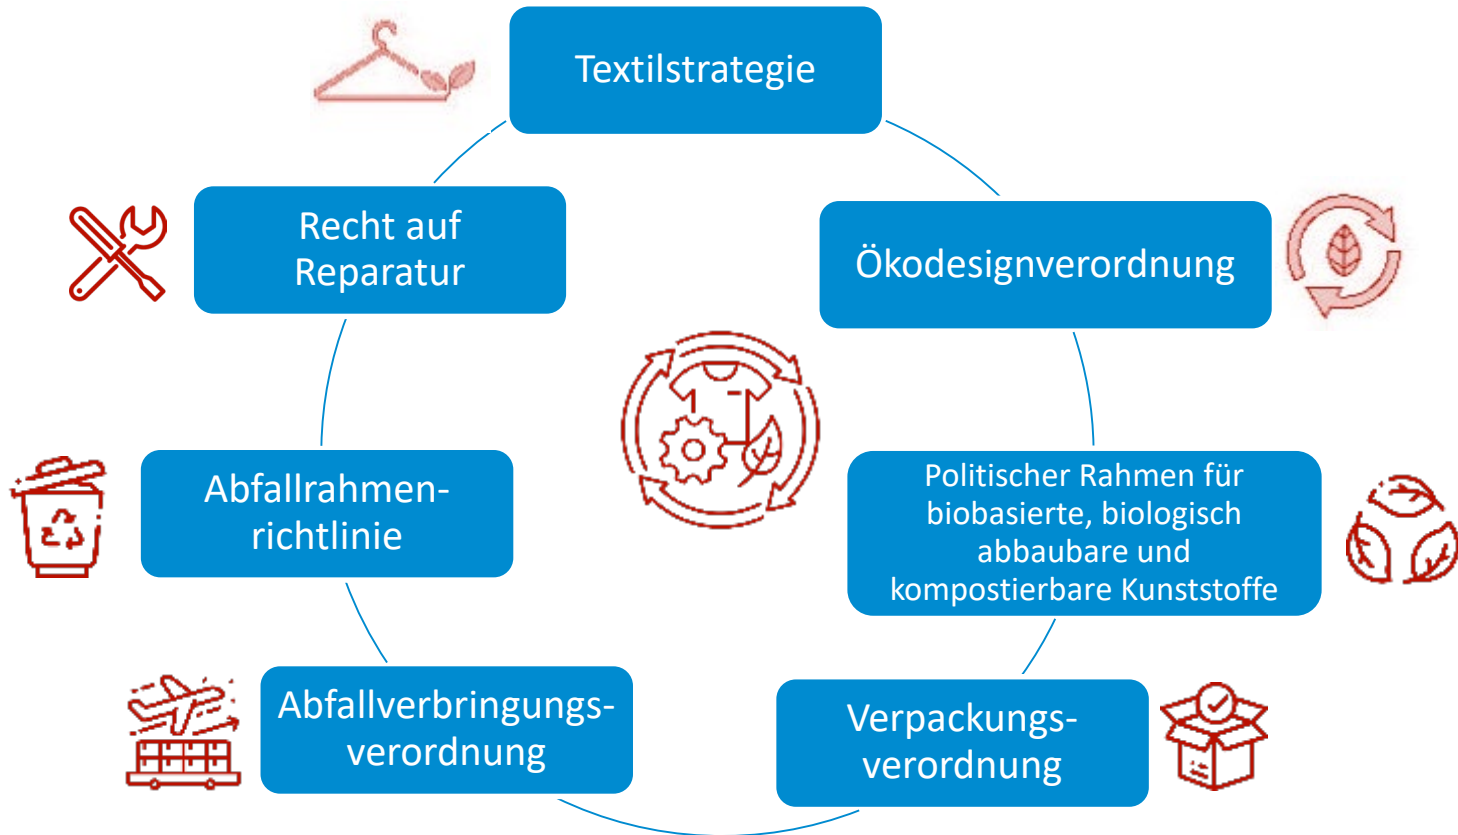 Textilstrategie
Recht auf
Reparatur
Ökodesignverordnung
Abfallrahmen-
richtlinie
Politischer Rahmen für
biobasierte, biologisch
abbaubare und
kompostierbare Kunststoffe
Abfallverbringungs-
verordnung
Verpackungs-
verordnung